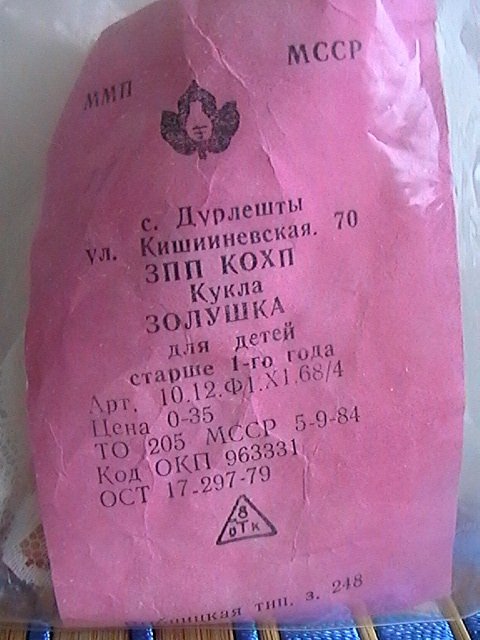 ММП МССР
с. Дурлешты
ул. Кишииневская. 70
ЗПП КОХП
Кукла
ЗОЛУШКА
для детей
старше 1-го года
Арт. 10.12.Ф1.Х1.68/4
Цена 0-35
ТО 205 МССР 5-9-84
Код ОКП 963331
ОСТ 17-297-79
8
ОТК
тип. з. 248